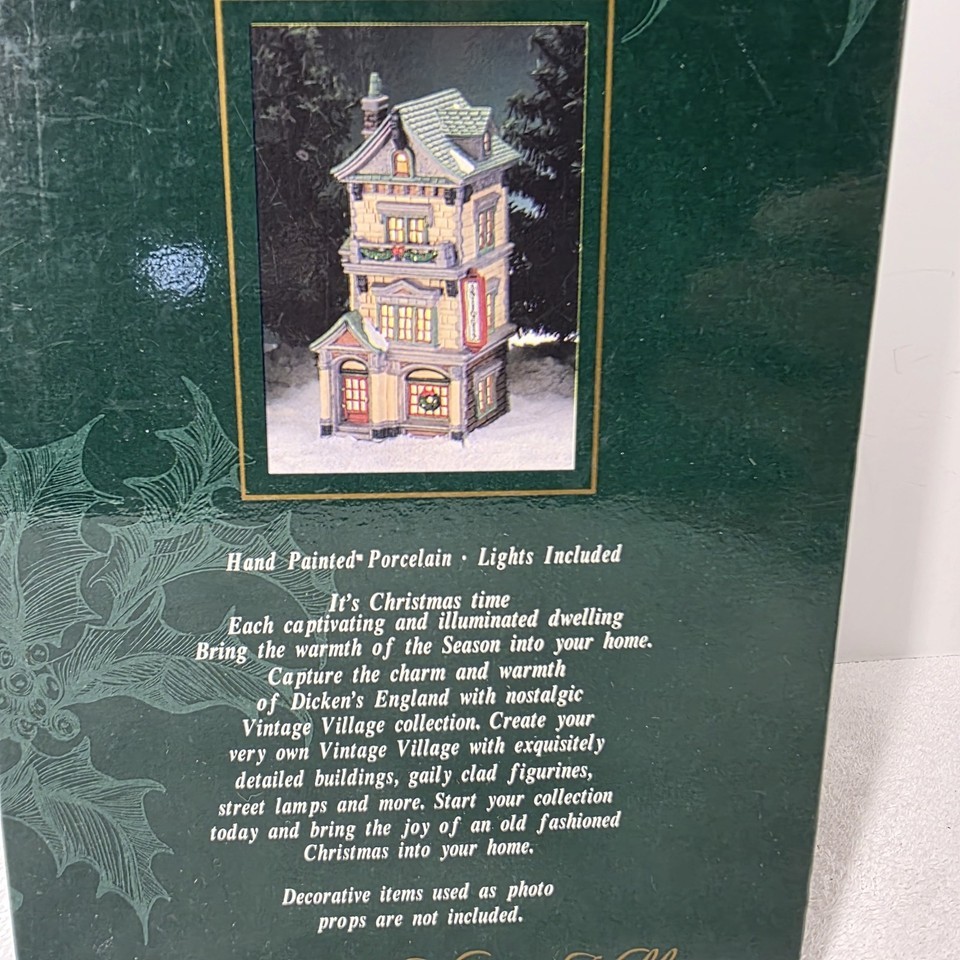 Hand Painted™ Porcelain · Lights Included
It's Christmas time
Each captivating and illuminated dwelling
Bring the warmth of the Season into your home.
Capture the charm and warmth
of Dicken's England with nostalgic
Vintage Village collection. Create your
very own Vintage Village with exquisitely
detailed buildings, gaily clad figurines,
street lamps and more. Start your collection
today and bring the joy of an old fashioned
Christmas into your home.
Decorative items used as photo
props are not included.